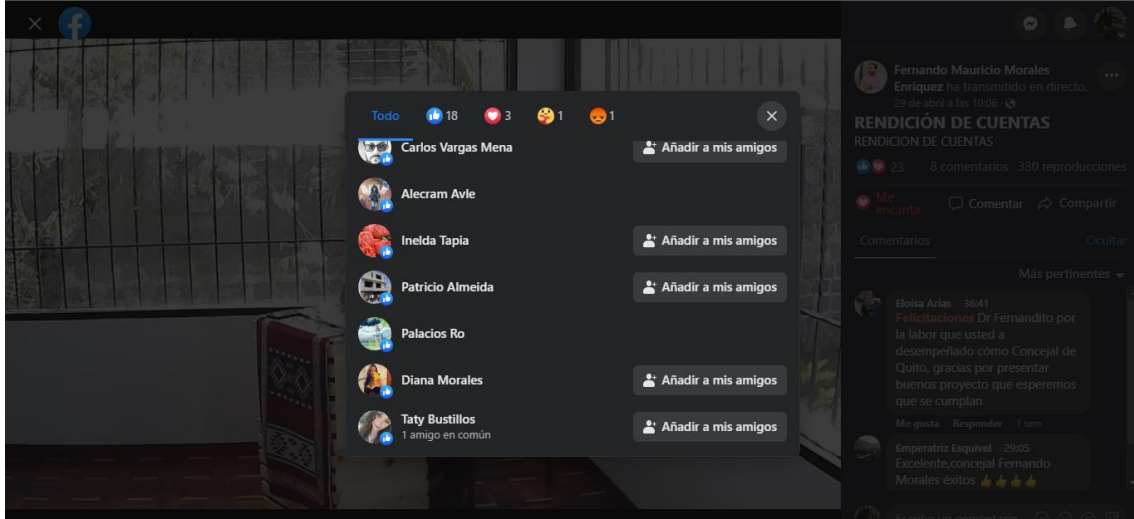 Todo 18 3 1 1
Carlos Vargas Mena
Añadir a mis amigos
Alecram Avle
Inelda Tapia
Añadir a mis amigos
Patricio Almeida
Añadir a mis amigos
Palacios Ro
Diana Morales
Añadir a mis amigos
Taty Bustillos
1 amigo en común
Añadir a mis amigos
Fernando Mauricio Morales
Enriquez ha transmitido en directo.
29 de abril a las 10:06
RENDICIÓN DE CUENTAS
RENDICION DE CUENTAS
23 8 comentarios 330 reproducciones
Me
encanta
Comentar
Compartir
Comentarios
Ocultar
Más pertinentes
Eloisa Arias 36:41
Felicitaciones Dr Fernandito por
la labor que usted a
desempeñado cómo Concejal de
Quito, gracias por presentar
buenos proyecto que esperemos
que se cumplan
Me gusta Responder 1 sem
Emperatriz Esquivel 29:05
Excelente,concejal Fernando
Morales éxitos
Escribe un comentario